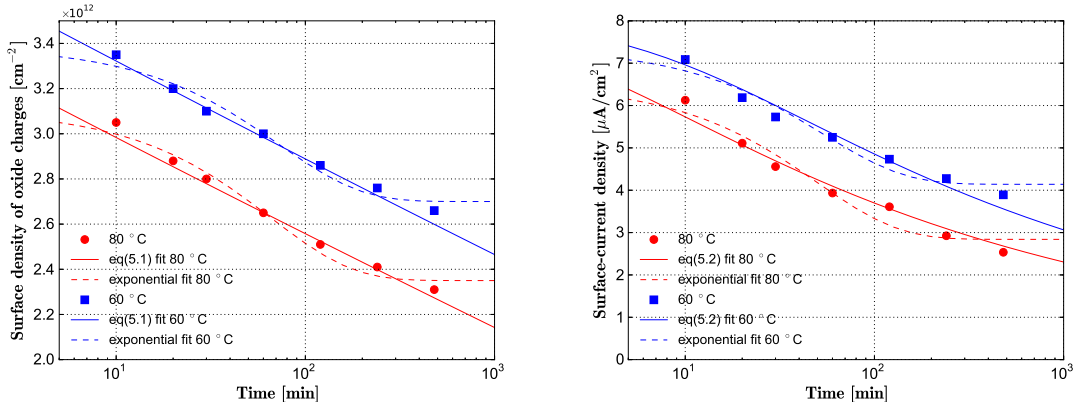 ×10¹²
3.4
3.2
3.0
2.8
2.6
2.4
2.2
2.0
Surface density of oxide charges [cm⁻²]
80 °C
eq(5.1) fit 80 °C
exponential fit 80 °C
60 °C
eq(5.1) fit 60 °C
exponential fit 60 °C
10¹ 10² 10³
Time [min]
8
7
6
5
4
3
2
1
0
Surface-current density [μA/cm²]
80 °C
eq(5.2) fit 80 °C
exponential fit 80 °C
60 °C
eq(5.2) fit 60 °C
exponential fit 60 °C
10¹ 10² 10³
Time [min]